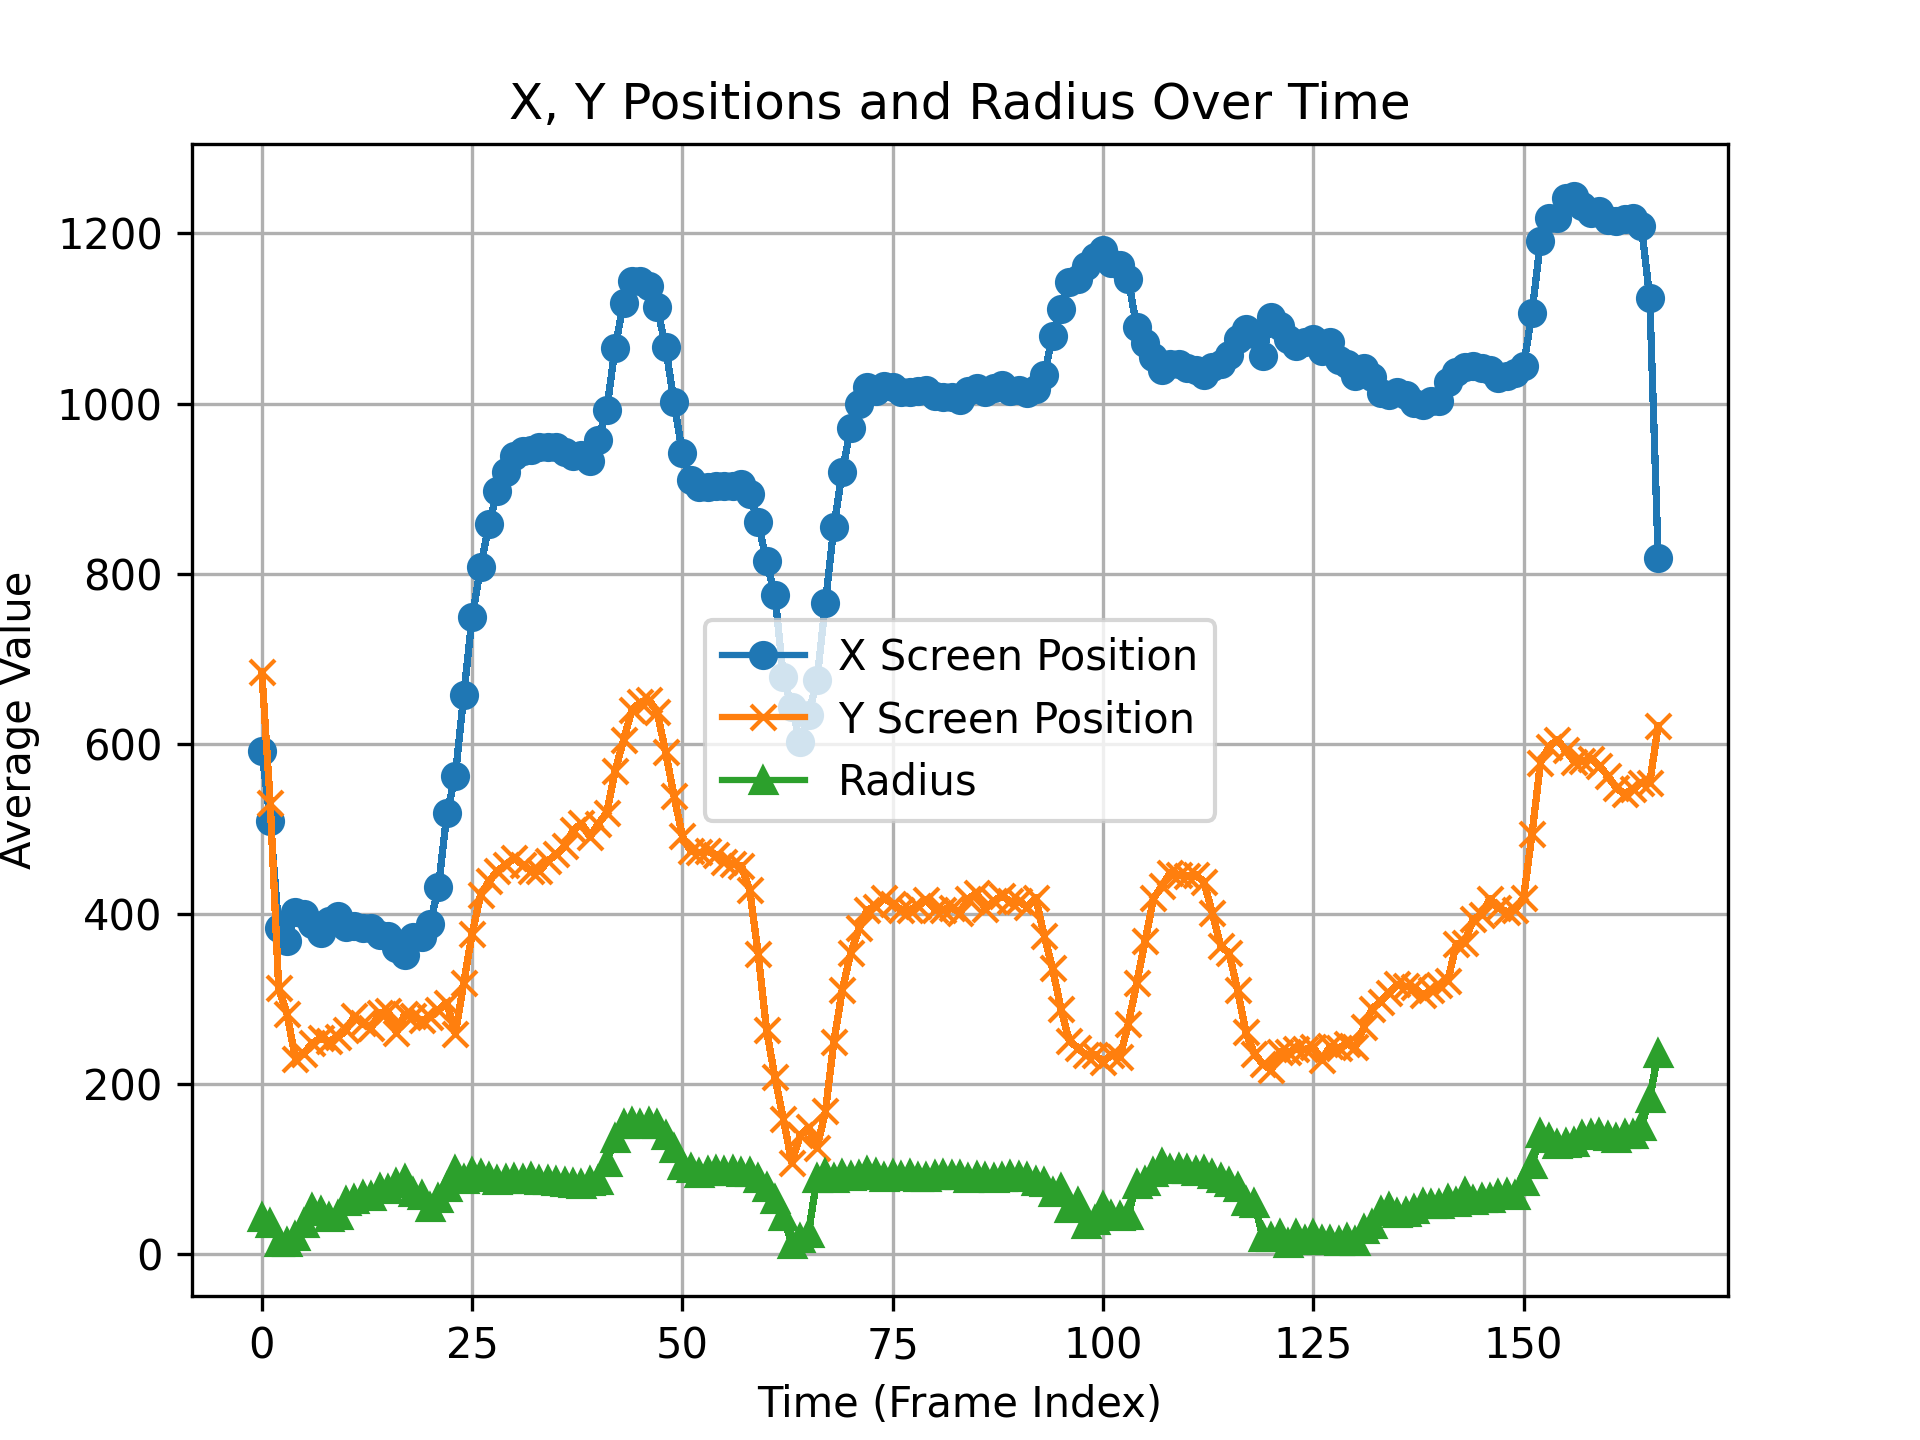 X, Y Positions and Radius Over Time
Average Value
1200
1000
800
600
400
200
0
X Screen Position
Y Screen Position
Radius
0 25 50 75 100 125 150
Time (Frame Index)